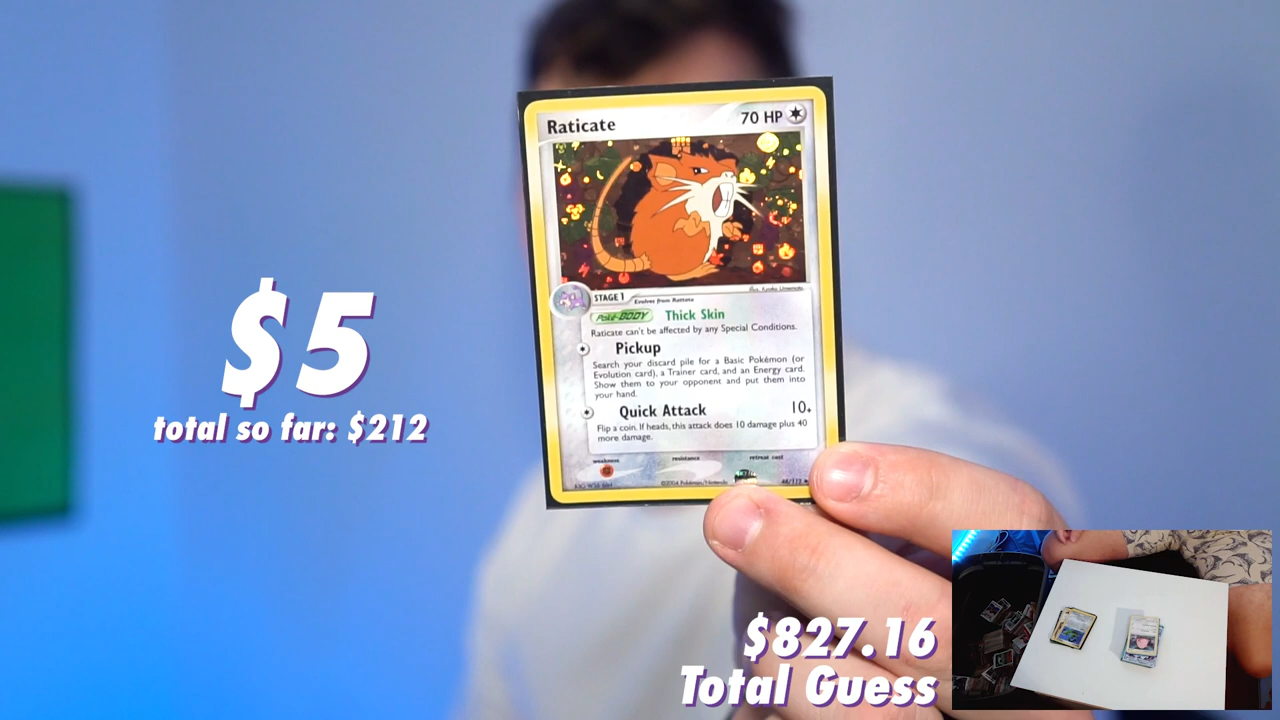 Raticate
70 HP
STAGE 1
Evolves from Rattata
Poké-BODY
Thick Skin
Raticate can't be affected by any Special Conditions.
Pickup
Search your discard pile for a Basic Pokémon (or
Evolution card), a Trainer card, and an Energy card.
Show them to your opponent and put them into
your hand.
Quick Attack
10+
Flip a coin. If heads, this attack does 10 damage plus 40
more damage.
weakness
resistance
retreat cost
©2004 Pokémon/Nintendo
$5
total so far: $212
$827.16
Total Guess